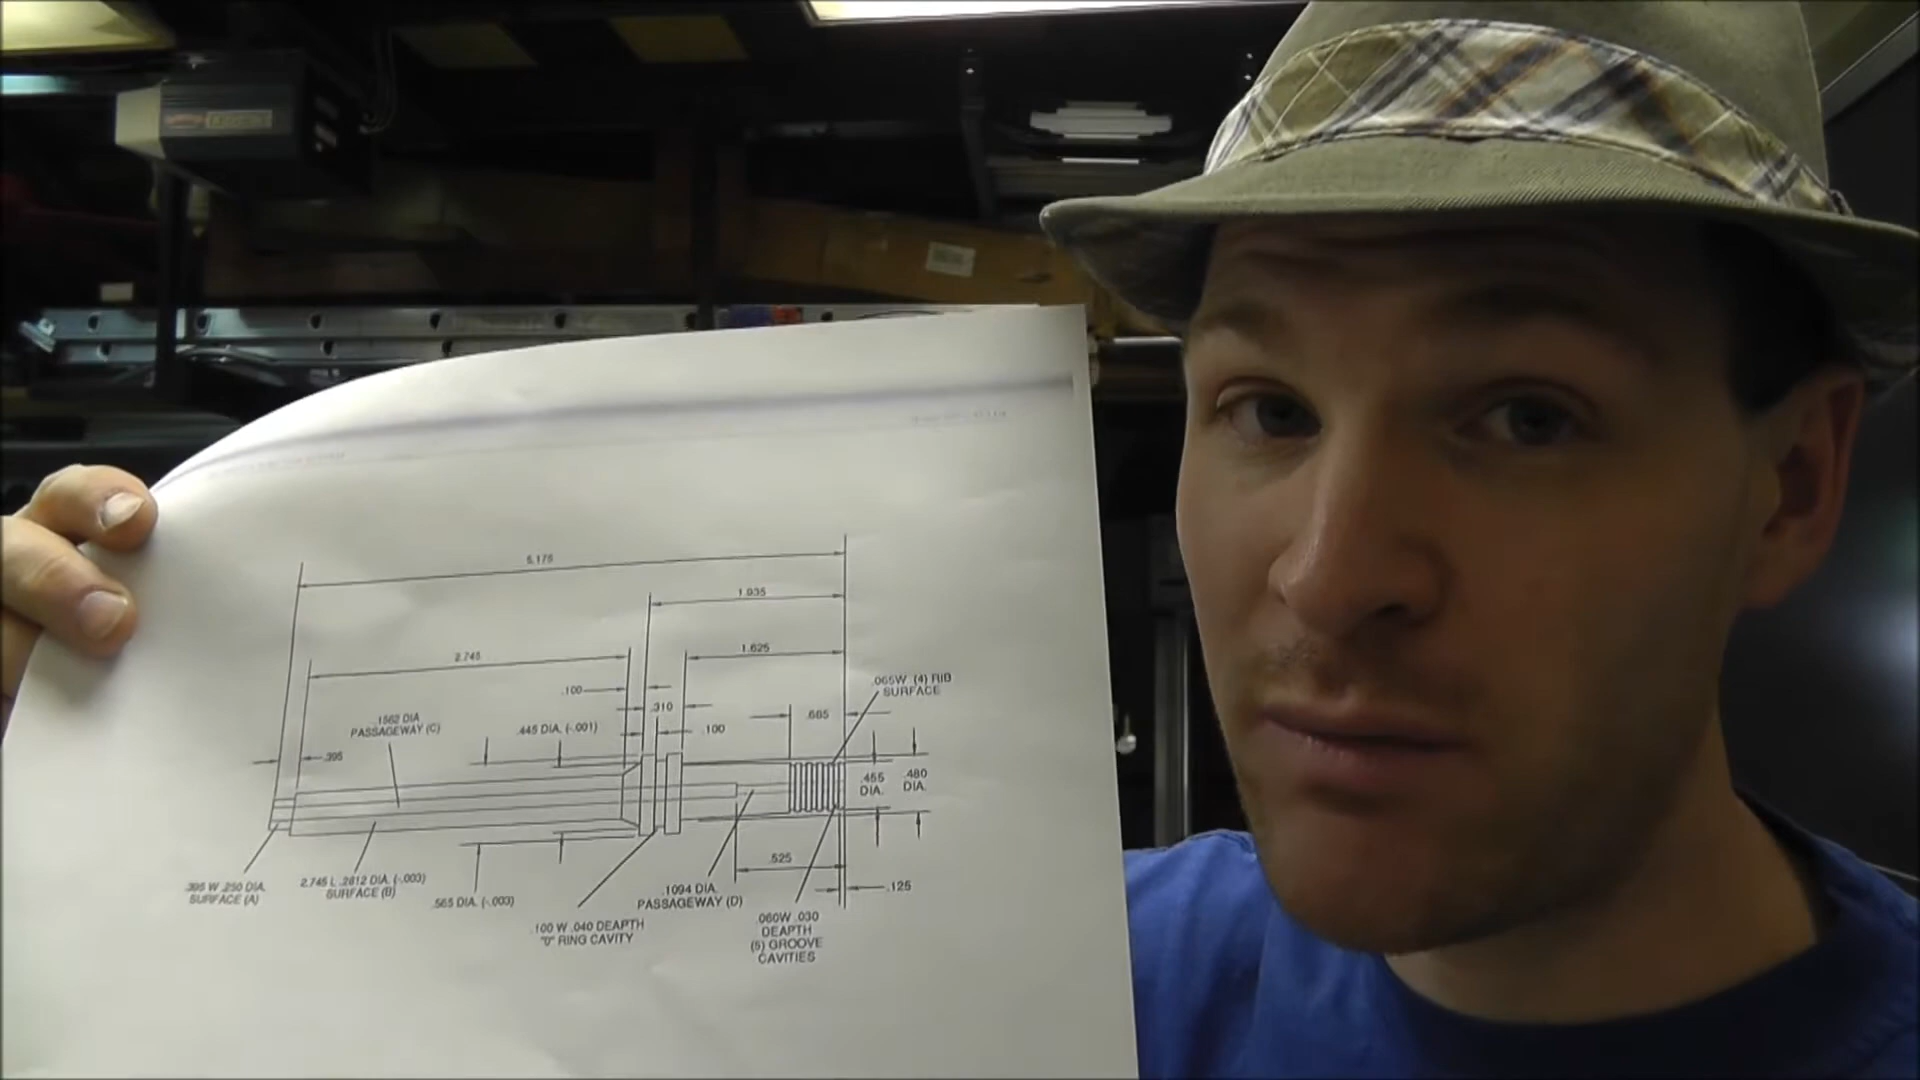 5.175
1.935
1.625
2.745
.100
.310
.100
.665
.065W (4) RIB
SURFACE
.1562 DIA
PASSAGEWAY (C)
.445 DIA. (-.001)
.395
.455
DIA.
.480
DIA.
.395 W .250 DIA.
SURFACE (A)
2.745 L .2812 DIA. (-.003)
SURFACE (B)
.565 DIA. (-.003)
.100 W .040 DEAPTH
"0" RING CAVITY
.1094 DIA.
PASSAGEWAY (D)
.525
.125
.060W .030
DEAPTH
(5) GROOVE
CAVITIES